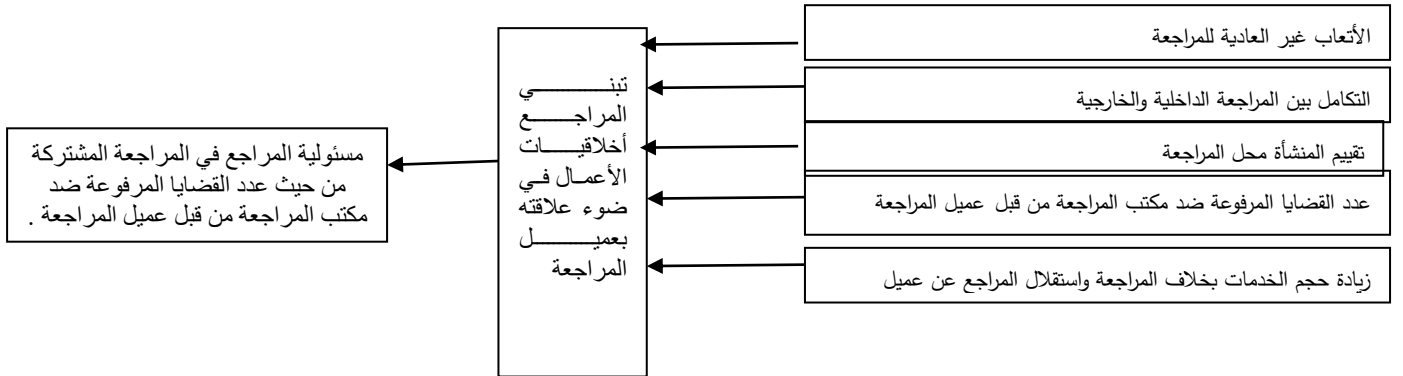 الأتعاب غير العادية للمراجعة
التكامل بين المراجعة الداخلية والخارجية
تقييم المنشأة محل المراجعة
عدد القضايا المرفوعة ضد مكتب المراجعة من قبل عميل المراجعة
زيادة حجم الخدمات بخلاف المراجعة واستقلال المراجع عن عميل
تبني
المراجع
أخلاقيات
الأعمال في
ضوء علاقته
بعميل
المراجعة
مسئولية المراجع في المراجعة المشتركة
من حيث عدد القضايا المرفوعة ضد
مكتب المراجعة من قبل عميل المراجعة .